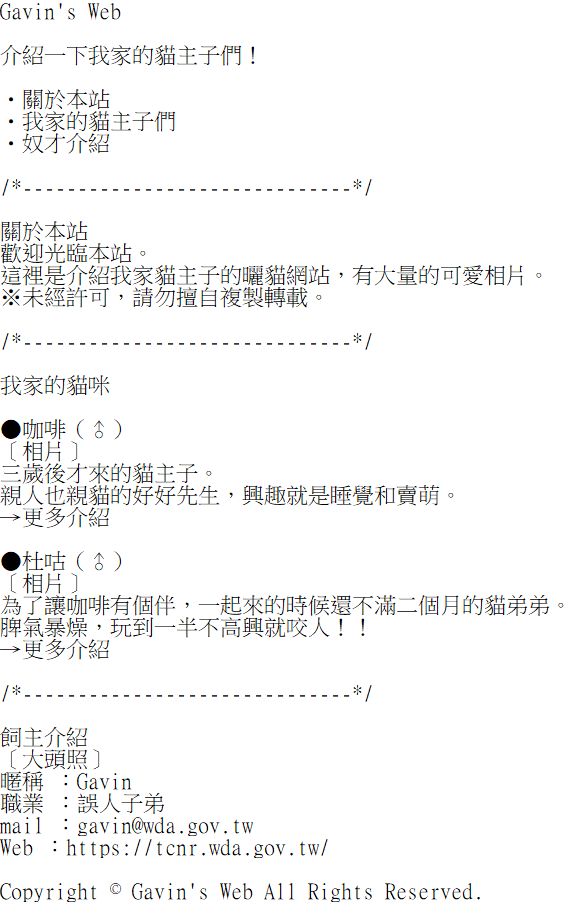 Gavin's Web
介紹一下我家的貓主子們！
・關於本站
・我家的貓主子們
・奴才介紹
/*------------------------------*/
關於本站
歡迎光臨本站。
這裡是介紹我家貓主子的曬貓網站，有大量的可愛相片。
※未經許可，請勿擅自複製轉載。
/*------------------------------*/
我家的貓咪
●咖啡（♂）
〔相片〕
三歲後才來的貓主子。
親人也親貓的好好先生，興趣就是睡覺和賣萌。
→更多介紹
●杜咕（♂）
〔相片〕
為了讓咖啡有個伴，一起來的時候還不滿二個月的貓弟弟。
脾氣暴燥，玩到一半不高興就咬人！！
→更多介紹
/*------------------------------*/
飼主介紹
〔大頭照〕
暱稱 ：Gavin
職業 ：誤人子弟
mail ：gavin@wda.gov.tw
Web ：https://tcnr.wda.gov.tw/
Copyright © Gavin's Web All Rights Reserved.